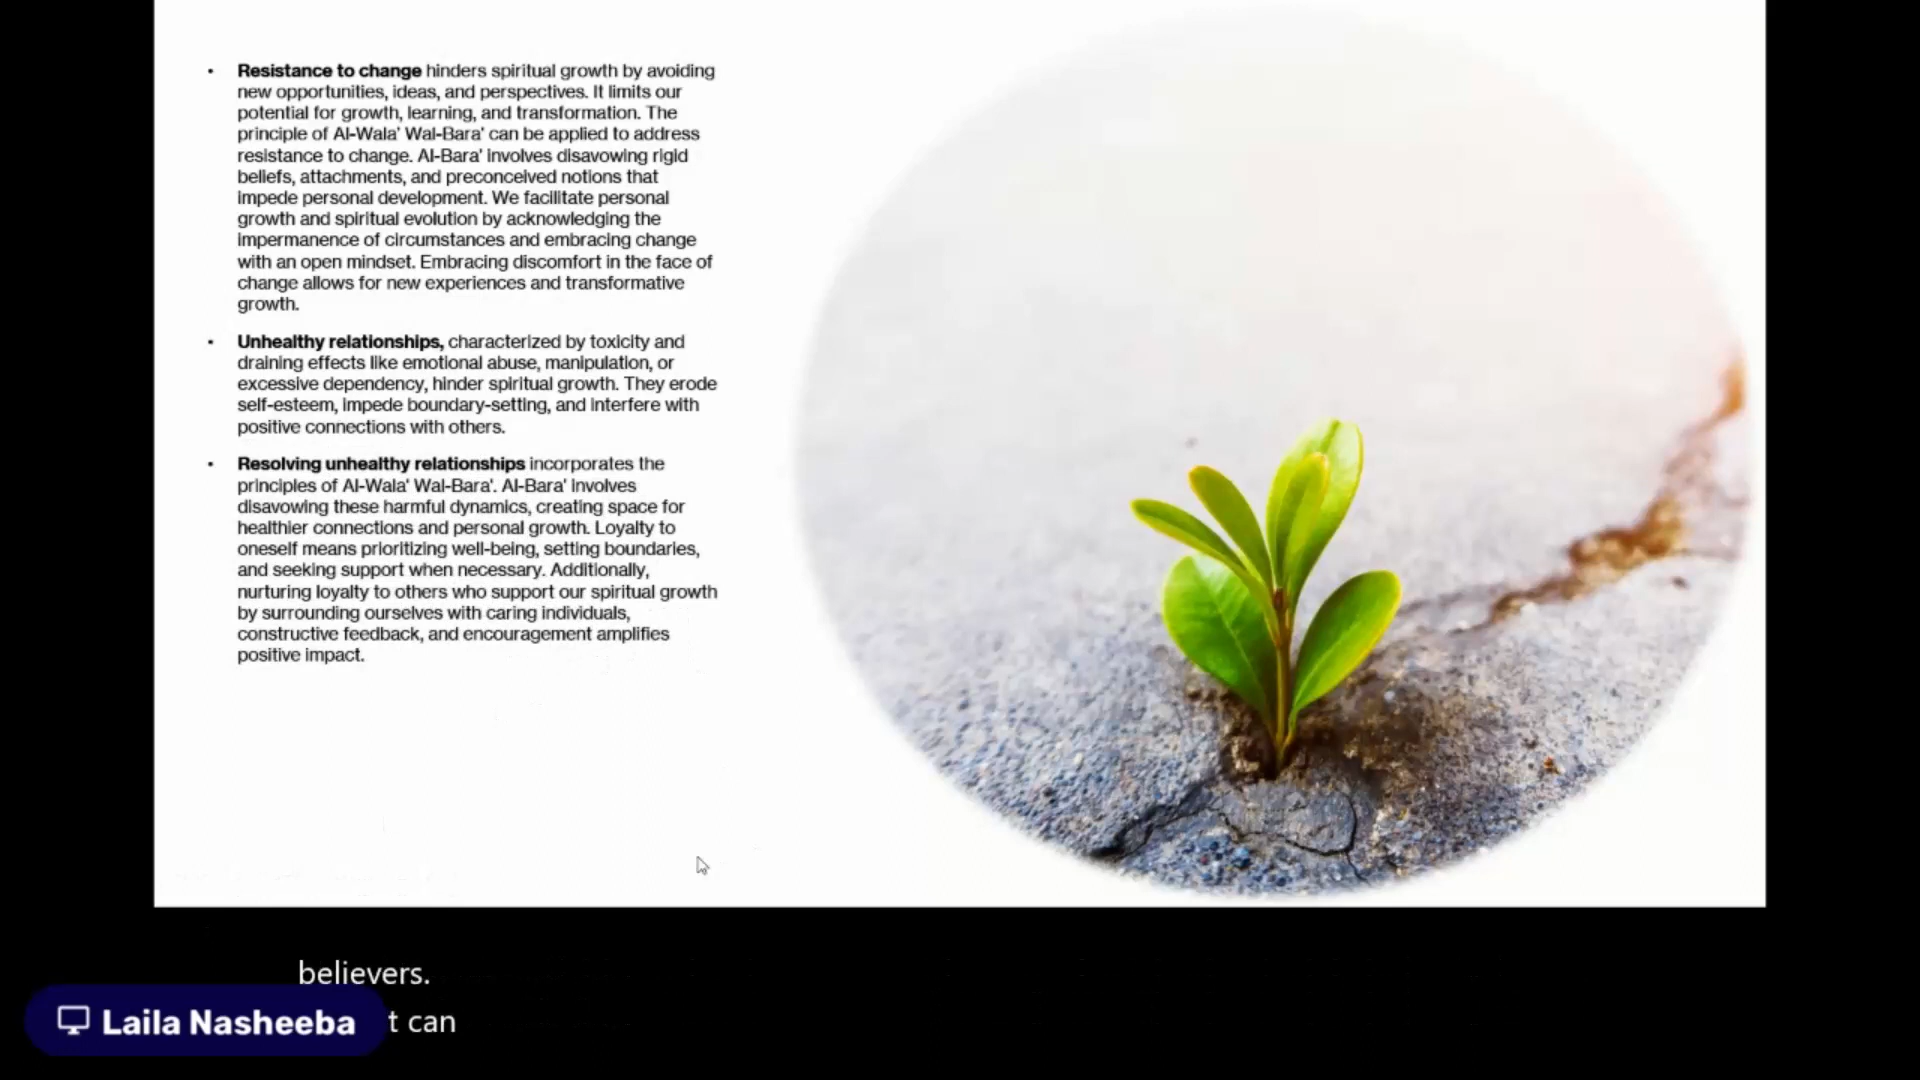 • Resistance to change hinders spiritual growth by avoiding
new opportunities, ideas, and perspectives. It limits our
potential for growth, learning, and transformation. The
principle of Al-Wala' Wal-Bara' can be applied to address
resistance to change. Al-Bara' involves disavowing rigid
beliefs, attachments, and preconceived notions that
impede personal development. We facilitate personal
growth and spiritual evolution by acknowledging the
impermanence of circumstances and embracing change
with an open mindset. Embracing discomfort in the face of
change allows for new experiences and transformative
growth.
• Unhealthy relationships, characterized by toxicity and
draining effects like emotional abuse, manipulation, or
excessive dependency, hinder spiritual growth. They erode
self-esteem, impede boundary-setting, and interfere with
positive connections with others.
• Resolving unhealthy relationships incorporates the
principles of Al-Wala' Wal-Bara'. Al-Bara' involves
disavowing these harmful dynamics, creating space for
healthier connections and personal growth. Loyalty to
oneself means prioritizing well-being, setting boundaries,
and seeking support when necessary. Additionally,
nurturing loyalty to others who support our spiritual growth
by surrounding ourselves with caring individuals,
constructive feedback, and encouragement amplifies
positive impact.
believers.
Laila Nasheeba
can